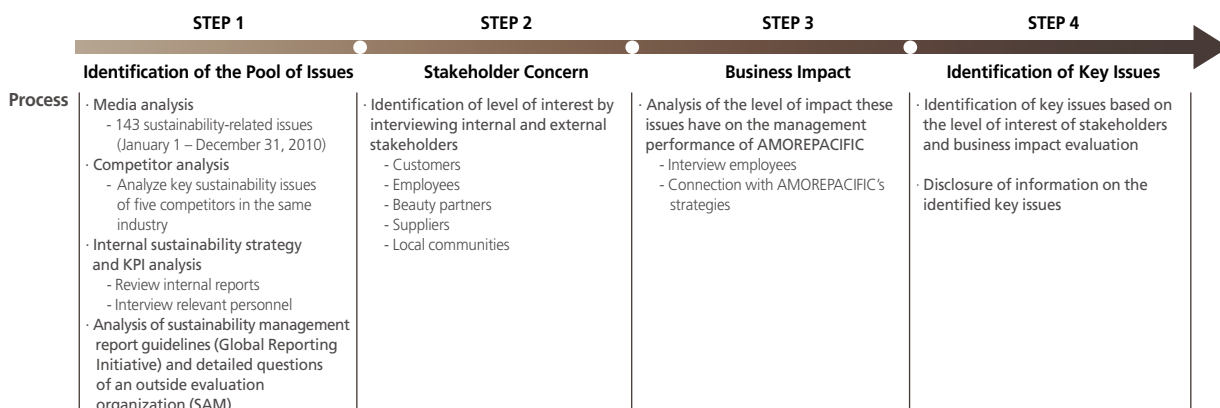 STEP 1
STEP 2
STEP 3
STEP 4
Identification of the Pool of Issues
Stakeholder Concern
Business Impact
Identification of Key Issues
Process
· Media analysis
- 143 sustainability-related issues
(January 1 – December 31, 2010)
· Competitor analysis
- Analyze key sustainability issues
of five competitors in the same
industry
· Internal sustainability strategy
and KPI analysis
- Review internal reports
- Interview relevant personnel
· Analysis of sustainability management
report guidelines (Global Reporting
Initiative) and detailed questions
of an outside evaluation
organization (SAM)
· Identification of level of interest by
interviewing internal and external
stakeholders
- Customers
- Employees
- Beauty partners
- Suppliers
- Local communities
· Analysis of the level of impact these
issues have on the management
performance of AMOREPACIFIC
- Interview employees
- Connection with AMOREPACIFIC's
strategies
· Identification of key issues based on
the level of interest of stakeholders
and business impact evaluation
· Disclosure of information on the
identified key issues